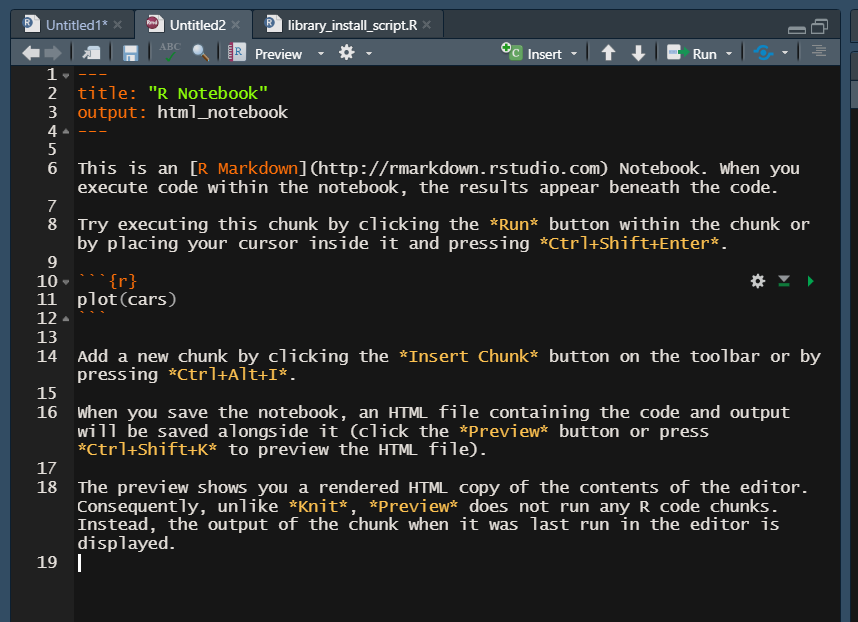 Untitled1* × Untitled2 × library_install_script.R ×
ABC Preview Insert Run
1 ---
2 title: "R Notebook"
3 output: html_notebook
4 ---
5
6 This is an [R Markdown](http://rmarkdown.rstudio.com) Notebook. When you
execute code within the notebook, the results appear beneath the code.
7
8 Try executing this chunk by clicking the *Run* button within the chunk or
by placing your cursor inside it and pressing *Ctrl+Shift+Enter*.
9
10 ```{r}
11 plot(cars)
12 ```
13
14 Add a new chunk by clicking the *Insert Chunk* button on the toolbar or by
pressing *Ctrl+Alt+I*.
15
16 When you save the notebook, an HTML file containing the code and output
will be saved alongside it (click the *Preview* button or press
*Ctrl+Shift+K* to preview the HTML file).
17
18 The preview shows you a rendered HTML copy of the contents of the editor.
Consequently, unlike *Knit*, *Preview* does not run any R code chunks.
Instead, the output of the chunk when it was last run in the editor is
displayed.
19